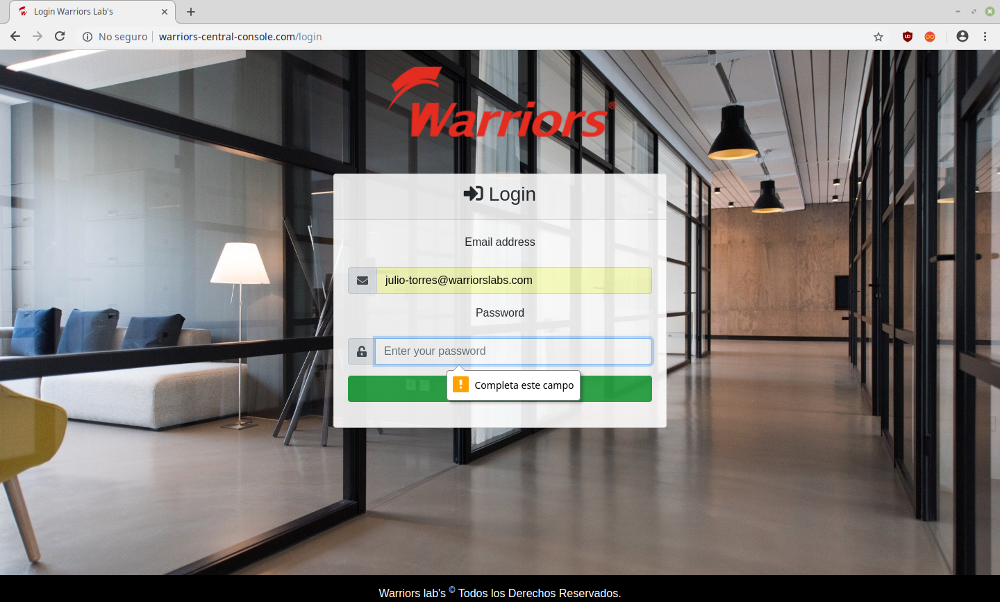 Login Warriors Lab's
No seguro warriors-central-console.com/login
Warriors®
Login
Email address
julio-torres@warriorslabs.com
Password
Enter your password
Completa este campo
Warriors lab's © Todos los Derechos Reservados.